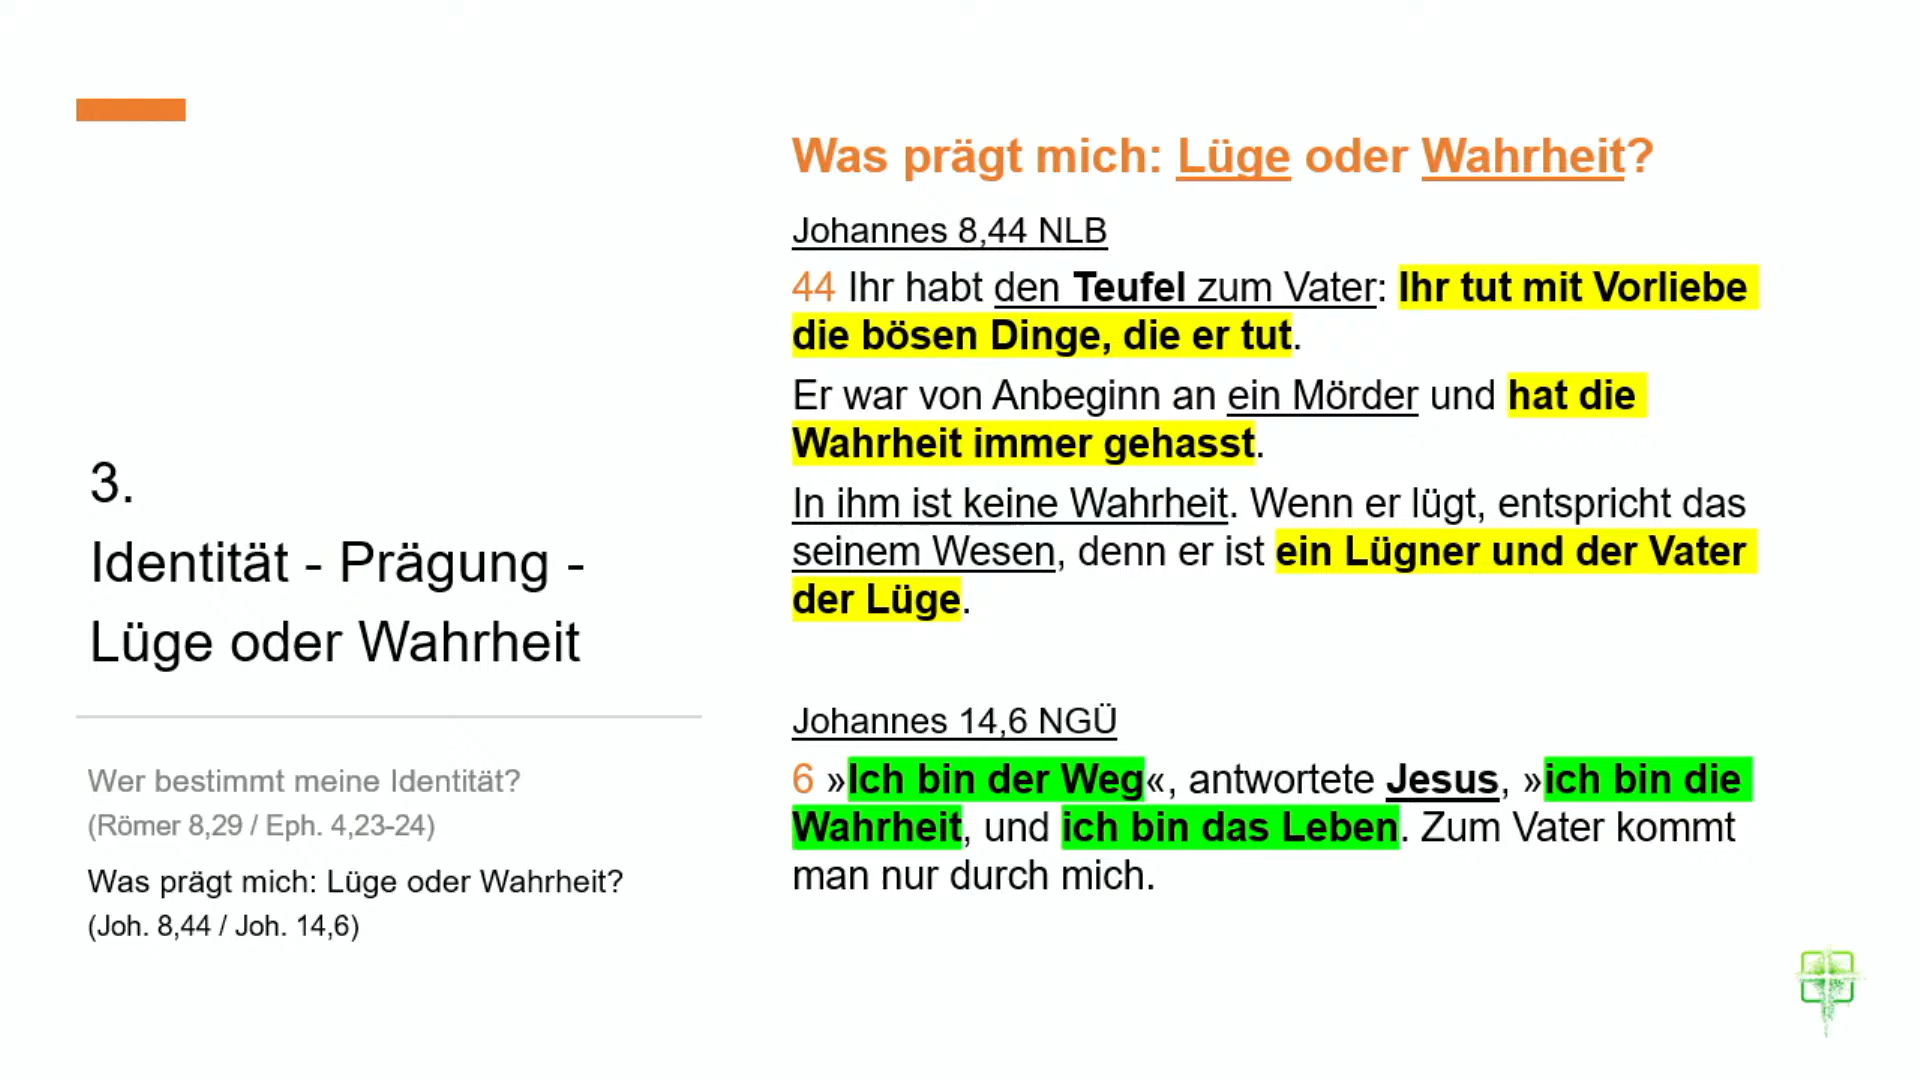 3.
Identität - Prägung -
Lüge oder Wahrheit
Wer bestimmt meine Identität?
(Römer 8,29 / Eph. 4,23-24)
Was prägt mich: Lüge oder Wahrheit?
(Joh. 8,44 / Joh. 14,6)
Was prägt mich: Lüge oder Wahrheit?
Johannes 8,44 NLB
44 Ihr habt den Teufel zum Vater: Ihr tut mit Vorliebe
die bösen Dinge, die er tut.
Er war von Anbeginn an ein Mörder und hat die
Wahrheit immer gehasst.
In ihm ist keine Wahrheit. Wenn er lügt, entspricht das
seinem Wesen, denn er ist ein Lügner und der Vater
der Lüge.
Johannes 14,6 NGÜ
6 »Ich bin der Weg«, antwortete Jesus, »ich bin die
Wahrheit, und ich bin das Leben. Zum Vater kommt
man nur durch mich.